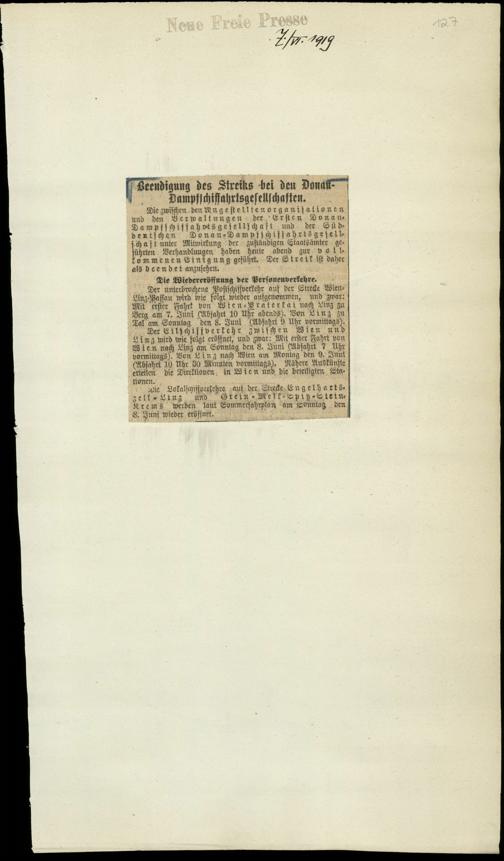 Neue Freie Presse
127
7/VI. 1919
Beendigung des Streiks bei den Donau-
Dampfschiffahrtsgesellschaften.
Die zwischen den Angestelltenorganisationen
und den Verwaltungen der Ersten Donau-
Dampfschiffahrtsgesellschaft und der Süd-
deutschen Donau-Dampfschiffahrtsgesell-
schaft unter Mitwirkung der zuständigen Staatsämter ge-
führten Verhandlungen haben heute abend zur voll-
kommenen Einigung geführt. Der Streik ist daher
als beendet anzusehen.
Die Wiedereröffnung der Personenverkehre.
Der unterbrochene Postschiffverkehr auf der Strecke Wien-
Linz-Passau wird wie folgt wieder aufgenommen, und zwar:
Mit erster Fahrt von Wien-Praterkai nach Linz zu
Berg am 7. Juni (Abfahrt 10 Uhr abends). Von Linz zu
Tal am Sonntag den 8. Juni (Abfahrt 9 Uhr vormittags).
Der Eilschiffverkehr zwischen Wien und
Linz wird wie folgt eröffnet, und zwar: Mit erster Fahrt von
Wien nach Linz am Sonntag den 8. Juni (Abfahrt 7 Uhr
vormittags). Von Linz nach Wien am Montag den 9. Juni
(Abfahrt 10 Uhr 30 Minuten vormittags). Nähere Auskünfte
erteilen die Direktionen in Wien und die beteiligten Sta-
tionen.
Die Lokalschiffverkehre auf der Strecke Engelharts-
zell-Linz und Grein-Melk-Spitz-Stein-
Krems werden laut Sommerfahrplan am Sonntag den
8. Juni wieder eröffnet.